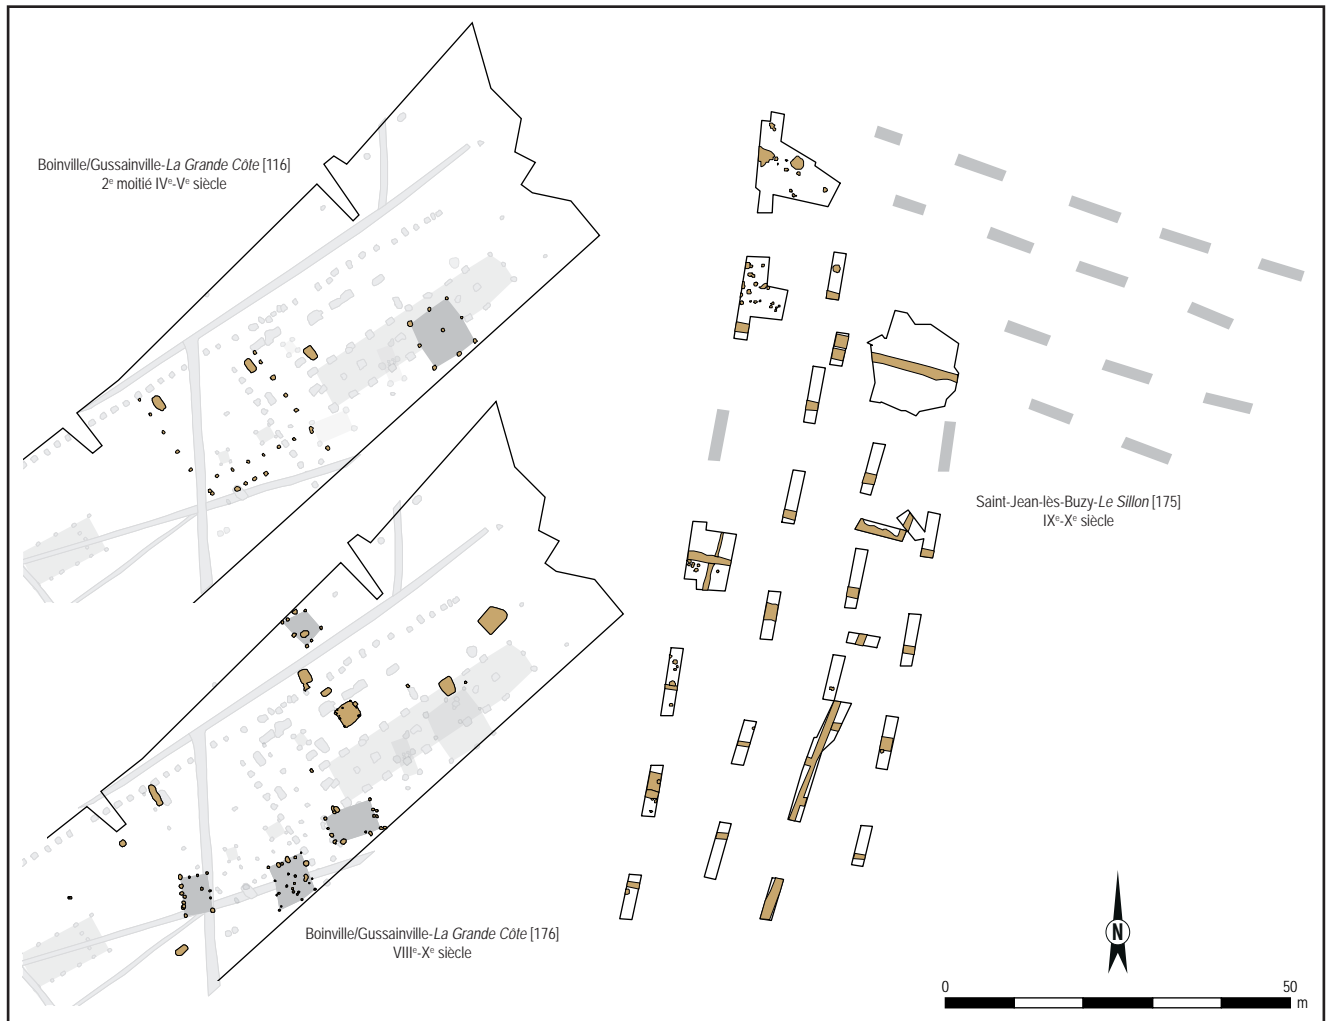 Boinville/Gussainville-La Grande Côte [116]
2e moitié IVe-Ve siècle
Saint-Jean-lès-Buzy-Le Sillon [175]
IXe-Xe siècle
Boinville/Gussainville-La Grande Côte [176]
VIIIe-Xe siècle
N
0 50
m